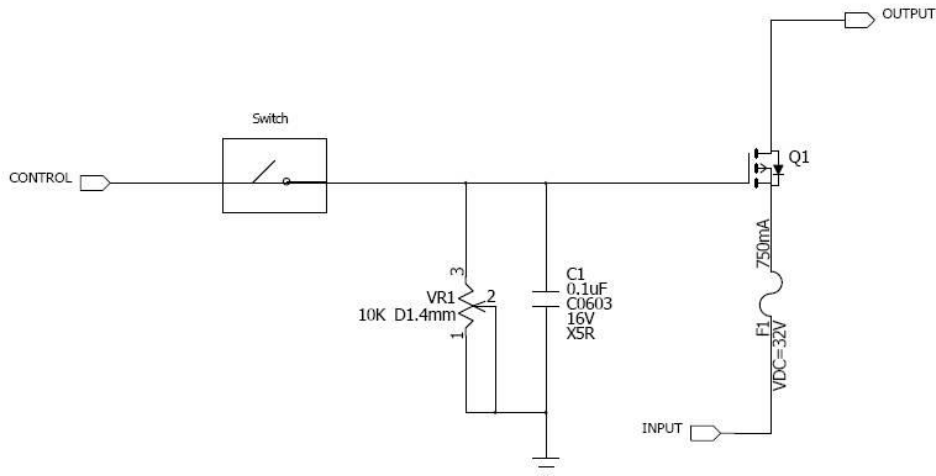 OUTPUT
Switch
Q1
CONTROL
750mA
C1
0.1uF
C0603
16V
X5R
3
VR1
2
10K D1.4mm
1
F1
VDC=32V
INPUT